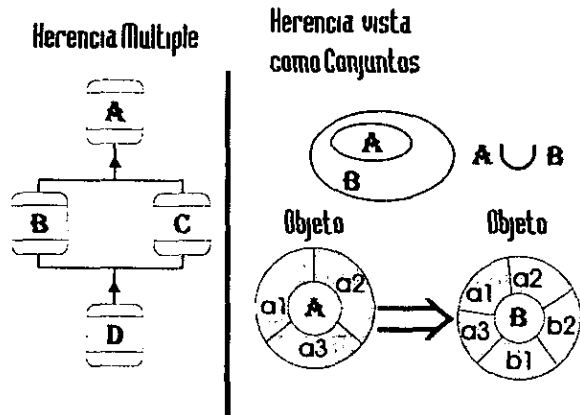 Herencia Multiple
A
B C
D
Herencia vista
como Conjuntos
A
B
A ∪ B
Objeto Objeto
a1 a2 a3 A
a1 a2 a3 b1 b2 B